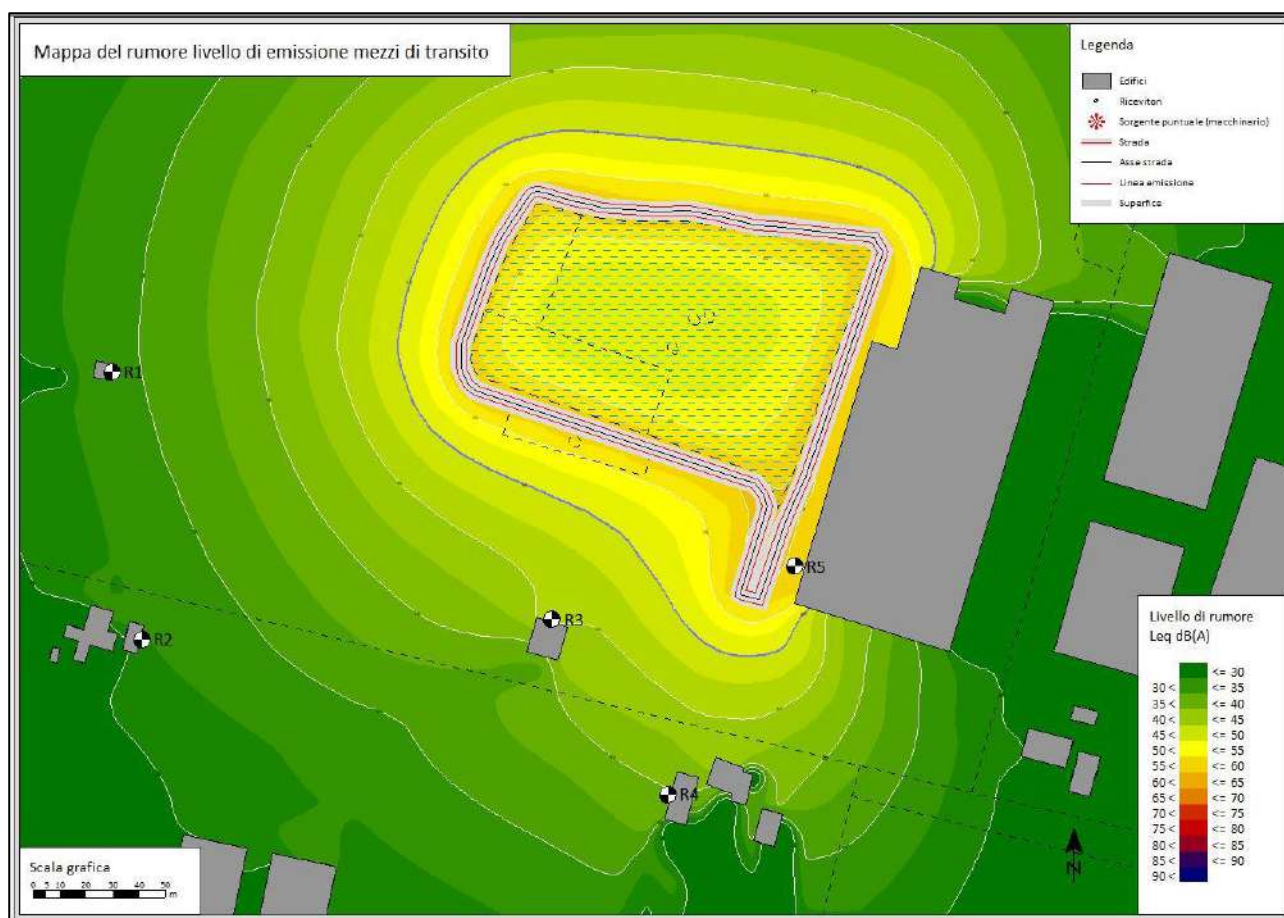 Mappa del rumore livello di emissione mezzi di transito
Legenda
Edifici
Ricevitori
Sorgente puntuale (macchinario)
Strada
Asse strada
Linea emissione
Superfice
R1
R2
R3
R4
R5
Livello di rumore
Leq dB(A)
<= 30
30 < <= 35
35 < <= 40
40 < <= 45
45 < <= 50
50 < <= 55
55 < <= 60
60 < <= 65
65 < <= 70
70 < <= 75
75 < <= 80
80 < <= 85
85 < <= 90
90 <
Scala grafica
0 5 10 20 30 40 50
m
N